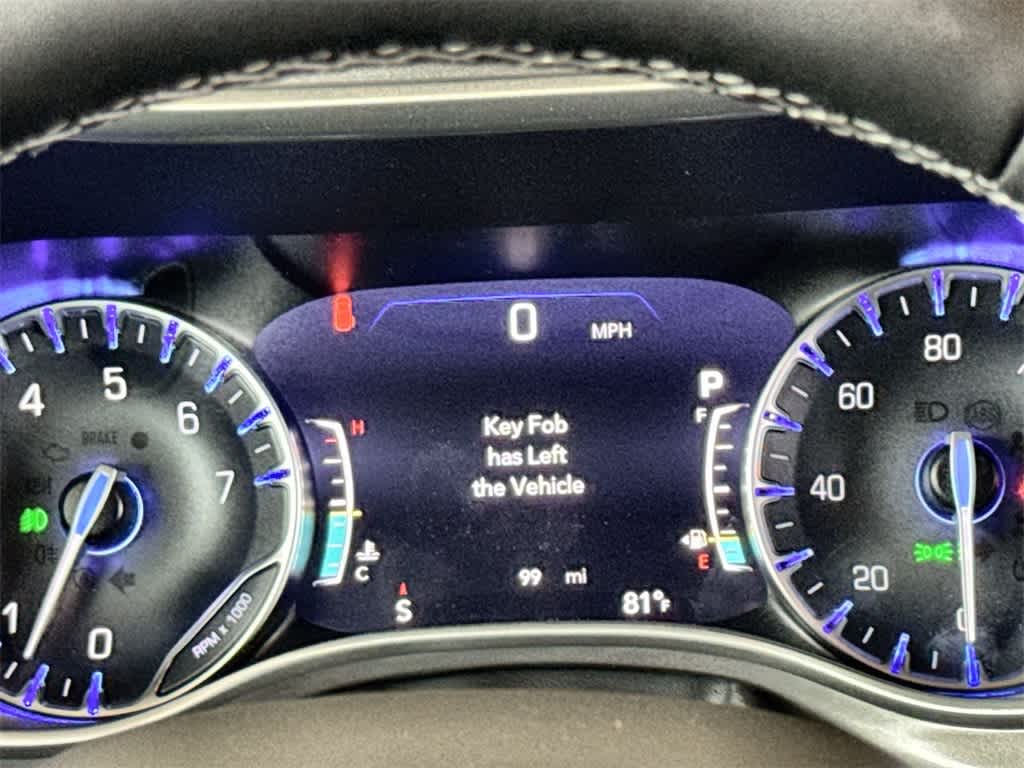 0 MPH
P
F
H
Key Fob
has Left
the Vehicle
E
C
99 mi
S
81°F
4
5
6
7
1
0
BRAKE
RPM x 1000
80
60
40
20
0